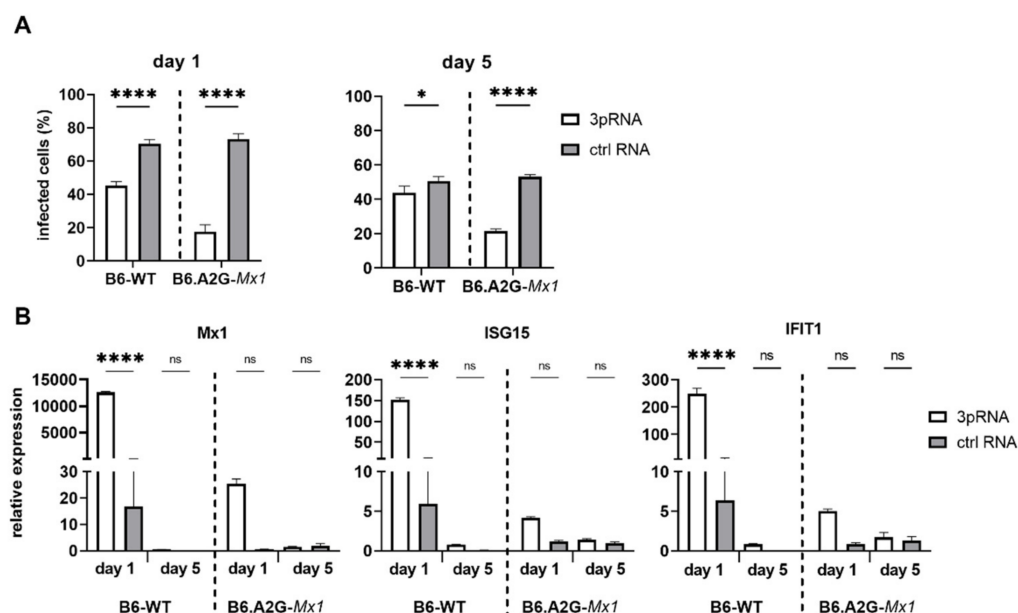 A
day 1
day 5
**** ****
* ****
infected cells (%)
100
80
60
40
20
0
B6-WT B6.A2G-Mx1
100
80
60
40
20
0
B6-WT B6.A2G-Mx1
3pRNA
ctrl RNA
B
Mx1
ISG15
IFIT1
**** ns ns ns
**** ns ns ns
**** ns ns ns
relative expression
15000
10000
5000
30
20
10
0
day 1 day 5 day 1 day 5
B6-WT B6.A2G-Mx1
200
150
100
50
10
5
0
day 1 day 5 day 1 day 5
B6-WT B6.A2G-Mx1
300
200
100
10
5
0
day 1 day 5 day 1 day 5
B6-WT B6.A2G-Mx1
3pRNA
ctrl RNA